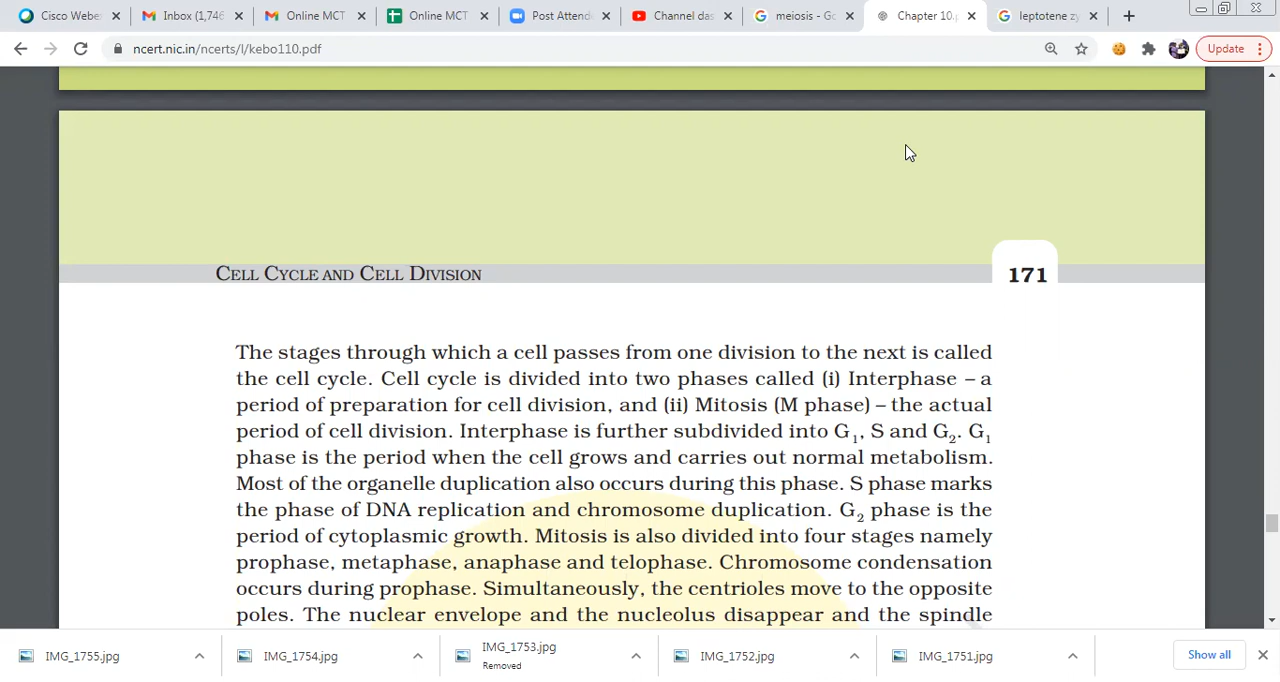 Cisco Webe
Inbox (1,746
Online MCT
Online MCT
Post Attend
Channel das
meiosis - Go
Chapter 10.p
leptotene zy
ncert.nic.in/ncerts/l/kebo110.pdf
Update
CELL CYCLE AND CELL DIVISION
171
The stages through which a cell passes from one division to the next is called
the cell cycle. Cell cycle is divided into two phases called (i) Interphase – a
period of preparation for cell division, and (ii) Mitosis (M phase) – the actual
period of cell division. Interphase is further subdivided into G₁, S and G₂. G₁
phase is the period when the cell grows and carries out normal metabolism.
Most of the organelle duplication also occurs during this phase. S phase marks
the phase of DNA replication and chromosome duplication. G₂ phase is the
period of cytoplasmic growth. Mitosis is also divided into four stages namely
prophase, metaphase, anaphase and telophase. Chromosome condensation
occurs during prophase. Simultaneously, the centrioles move to the opposite
poles. The nuclear envelope and the nucleolus disappear and the spindle
IMG_1755.jpg
IMG_1754.jpg
IMG_1753.jpg
Removed
IMG_1752.jpg
IMG_1751.jpg
Show all